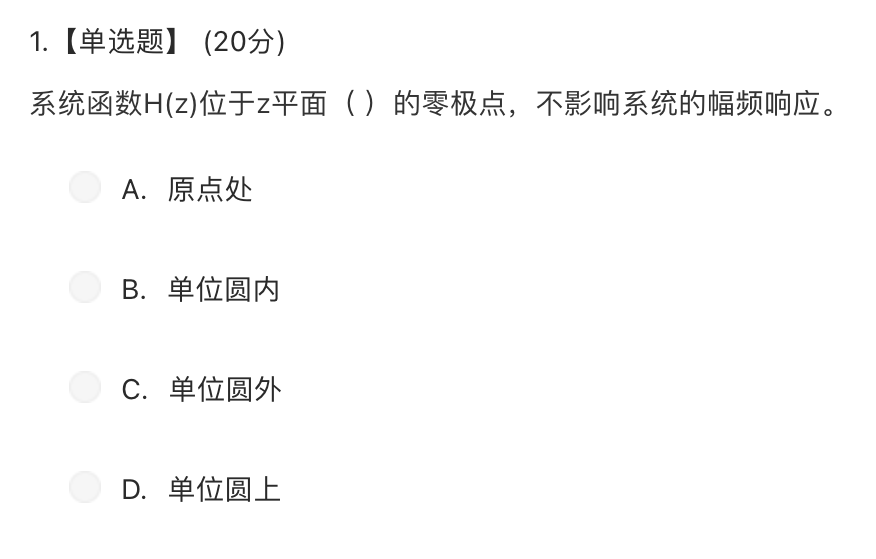 1.【单选题】 (20分)
系统函数H(z)位于z平面（ ）的零极点，不影响系统的幅频响应。
A. 原点处
B. 单位圆内
C. 单位圆外
D. 单位圆上